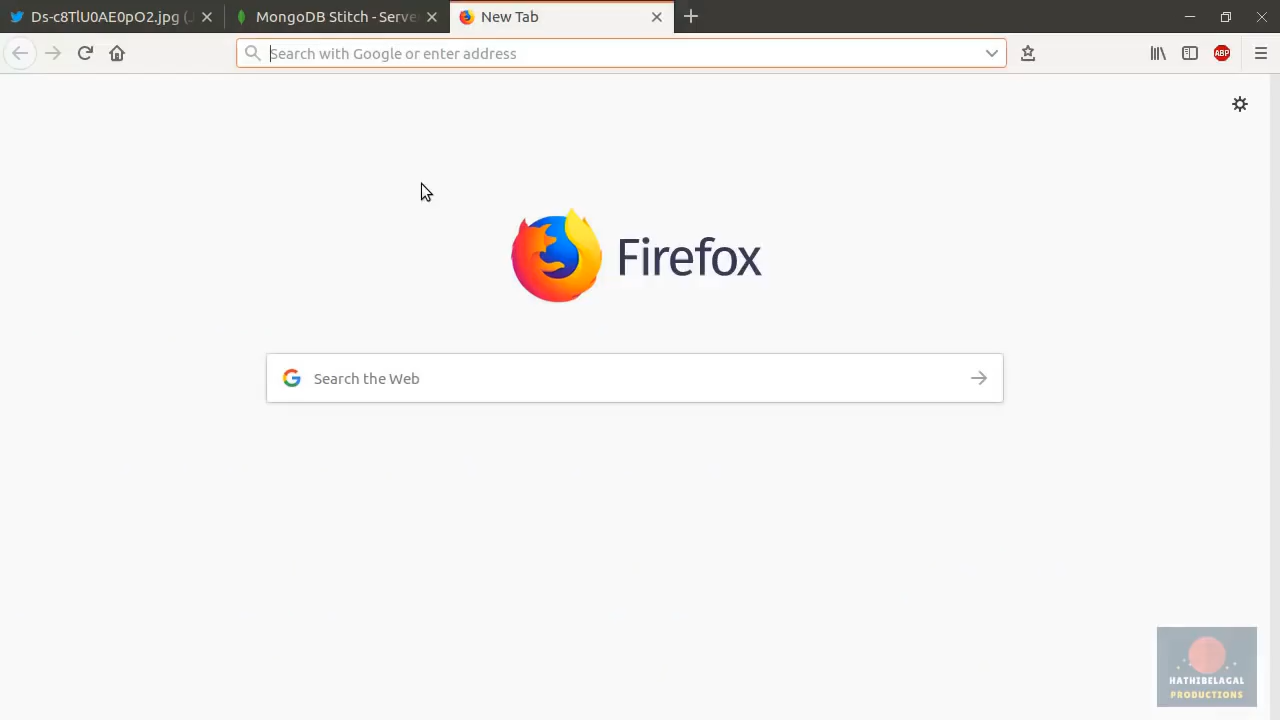 Ds-c8TlU0AE0pO2.jpg (
MongoDB Stitch - Serve
New Tab
Search with Google or enter address
ABP
Firefox
Search the Web
HATHIBELAGAL
PRODUCTIONS